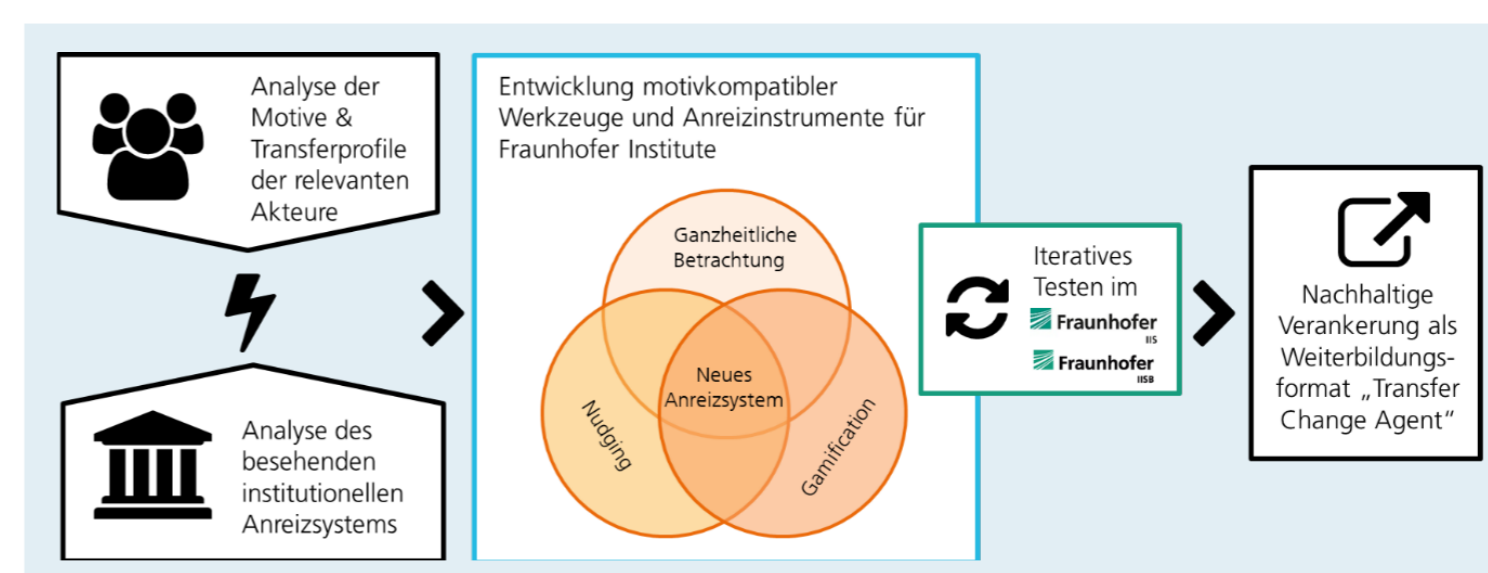 Analyse der
Motive &
Transferprofile
der relevanten
Akteure
Analyse des
besehenden
institutionellen
Anreizsystems
Entwicklung motivkompatibler
Werkzeuge und Anreizinstrumente für
Fraunhofer Institute
Ganzheitliche
Betrachtung
Neues
Anreizsystem
Nudging
Gamification
Iteratives
Testen im
Fraunhofer
IIS
Fraunhofer
IISB
Nachhaltige
Verankerung als
Weiterbildungs-
format „Transfer
Change Agent“